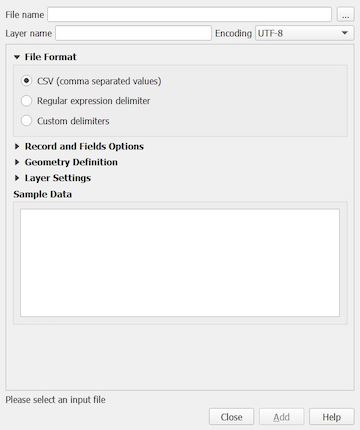 File name ...
Layer name Encoding UTF-8
File Format
CSV (comma separated values)
Regular expression delimiter
Custom delimiters
Record and Fields Options
Geometry Definition
Layer Settings
Sample Data
Please select an input file
Close Add Help